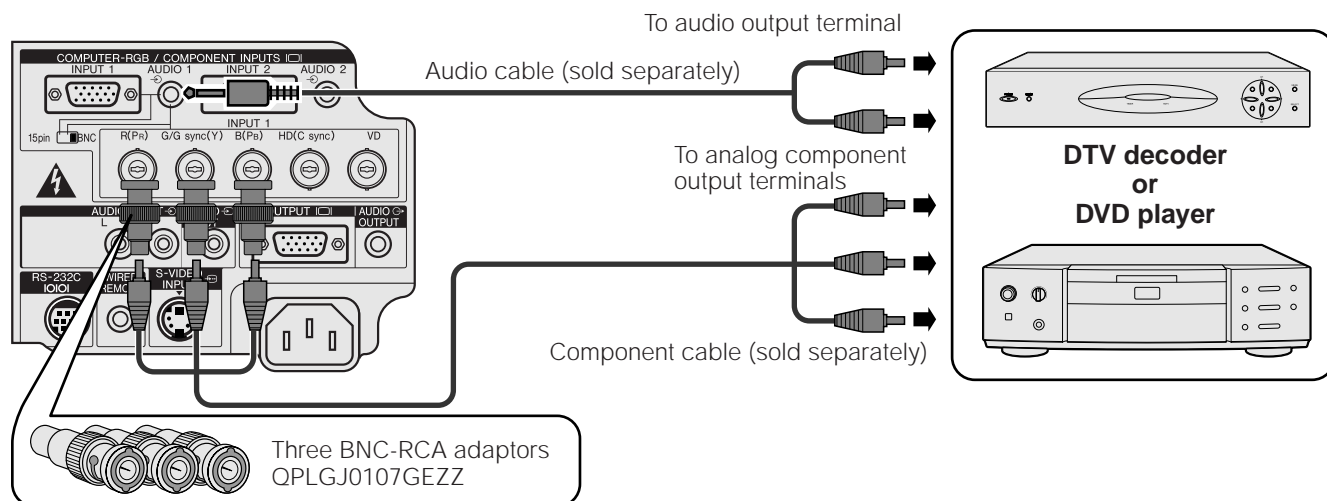 To audio output terminal
COMPUTER-RGB / COMPONENT INPUTS
INPUT 1
AUDIO 1
INPUT 2
AUDIO 2
Audio cable (sold separately)
INPUT 1
15pin
BNC
R(PR)
G/G sync(Y)
B(PB)
HD(C sync)
VD
To analog component
output terminals
DTV decoder
or
DVD player
L
AUDIO
OUTPUT
RS-232C
S-VIDEO
INPUT
Component cable (sold separately)
Three BNC-RCA adaptors
QPLGJ0107GEZZ